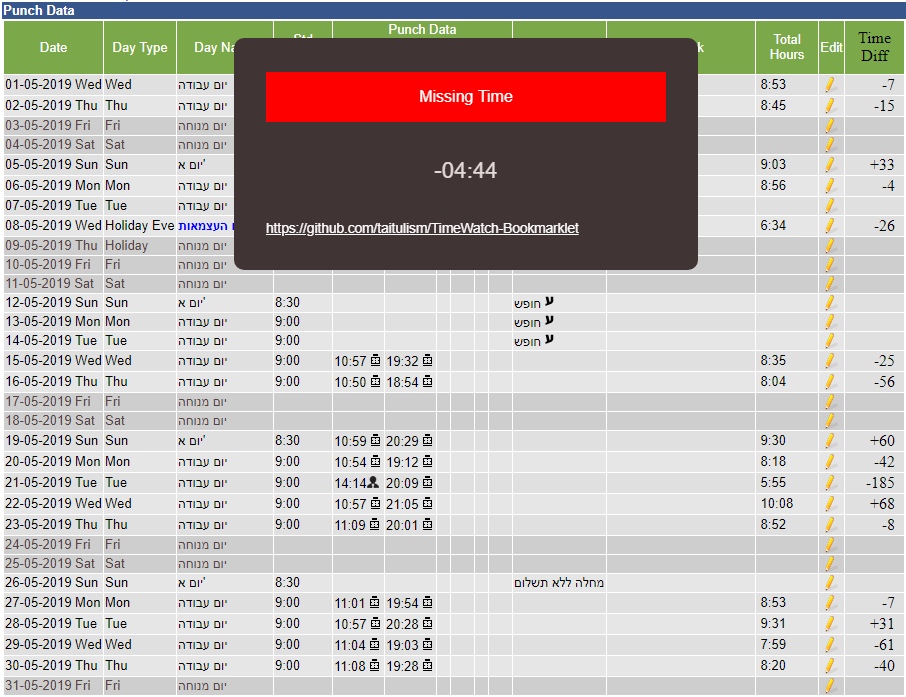 Punch Data
Date Day Type Day Na Std Punch Data k Total Hours Edit Time Diff
Missing Time
-04:44
https://github.com/taitulism/TimeWatch-Bookmarklet
01-05-2019 Wed Wed יום עבודה 8:53 -7
02-05-2019 Thu Thu יום עבודה 8:45 -15
03-05-2019 Fri Fri יום מנוחה
04-05-2019 Sat Sat יום מנוחה
05-05-2019 Sun Sun יום א' 9:03 +33
06-05-2019 Mon Mon יום עבודה 8:56 -4
07-05-2019 Tue Tue יום עבודה
08-05-2019 Wed Holiday Eve העצמאות 6:34 -26
09-05-2019 Thu Holiday יום מנוחה
10-05-2019 Fri Fri יום מנוחה
11-05-2019 Sat Sat יום מנוחה
12-05-2019 Sun Sun יום א' 8:30 ע חופש
13-05-2019 Mon Mon יום עבודה 9:00 ע חופש
14-05-2019 Tue Tue יום עבודה 9:00 ע חופש
15-05-2019 Wed Wed יום עבודה 9:00 10:57 19:32 8:35 -25
16-05-2019 Thu Thu יום עבודה 9:00 10:50 18:54 8:04 -56
17-05-2019 Fri Fri יום מנוחה
18-05-2019 Sat Sat יום מנוחה
19-05-2019 Sun Sun יום א' 8:30 10:59 20:29 9:30 +60
20-05-2019 Mon Mon יום עבודה 9:00 10:54 19:12 8:18 -42
21-05-2019 Tue Tue יום עבודה 9:00 14:14 20:09 5:55 -185
22-05-2019 Wed Wed יום עבודה 9:00 10:57 21:05 10:08 +68
23-05-2019 Thu Thu יום עבודה 9:00 11:09 20:01 8:52 -8
24-05-2019 Fri Fri יום מנוחה
25-05-2019 Sat Sat יום מנוחה
26-05-2019 Sun Sun יום א' 8:30 מחלה ללא תשלום
27-05-2019 Mon Mon יום עבודה 9:00 11:01 19:54 8:53 -7
28-05-2019 Tue Tue יום עבודה 9:00 10:57 20:28 9:31 +31
29-05-2019 Wed Wed יום עבודה 9:00 11:04 19:03 7:59 -61
30-05-2019 Thu Thu יום עבודה 9:00 11:08 19:28 8:20 -40
31-05-2019 Fri Fri יום מנוחה